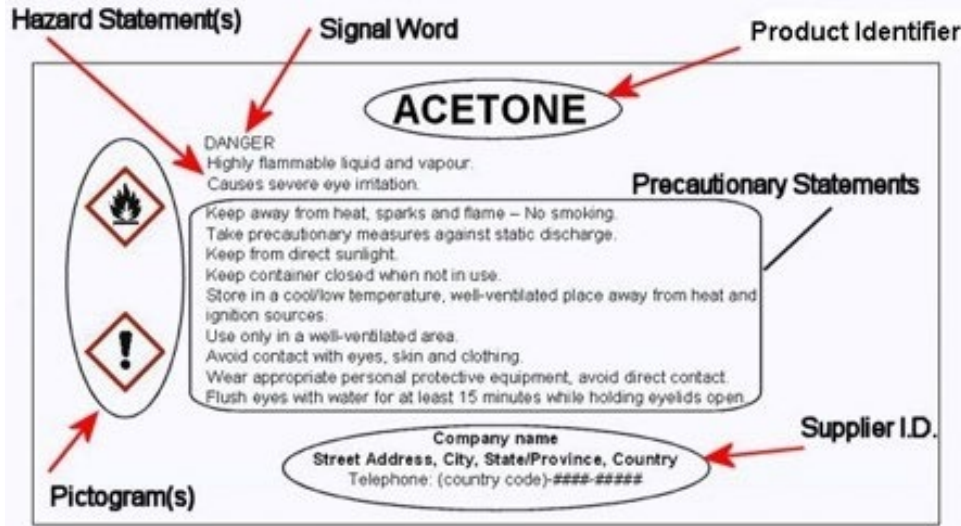 Hazard Statement(s)
Signal Word
Product Identifier
ACETONE
DANGER
Highly flammable liquid and vapour.
Causes severe eye irritation.
Precautionary Statements
Keep away from heat, sparks and flame – No smoking.
Take precautionary measures against static discharge.
Keep from direct sunlight.
Keep container closed when not in use.
Store in a cool/low temperature, well-ventilated place away from heat and
ignition sources.
Use only in a well-ventilated area.
Avoid contact with eyes, skin and clothing.
Wear appropriate personal protective equipment, avoid direct contact.
Flush eyes with water for at least 15 minutes while holding eyelids open.
Company name
Street Address, City, State/Province, Country
Telephone: (country code)-####-#####
Supplier I.D.
Pictogram(s)